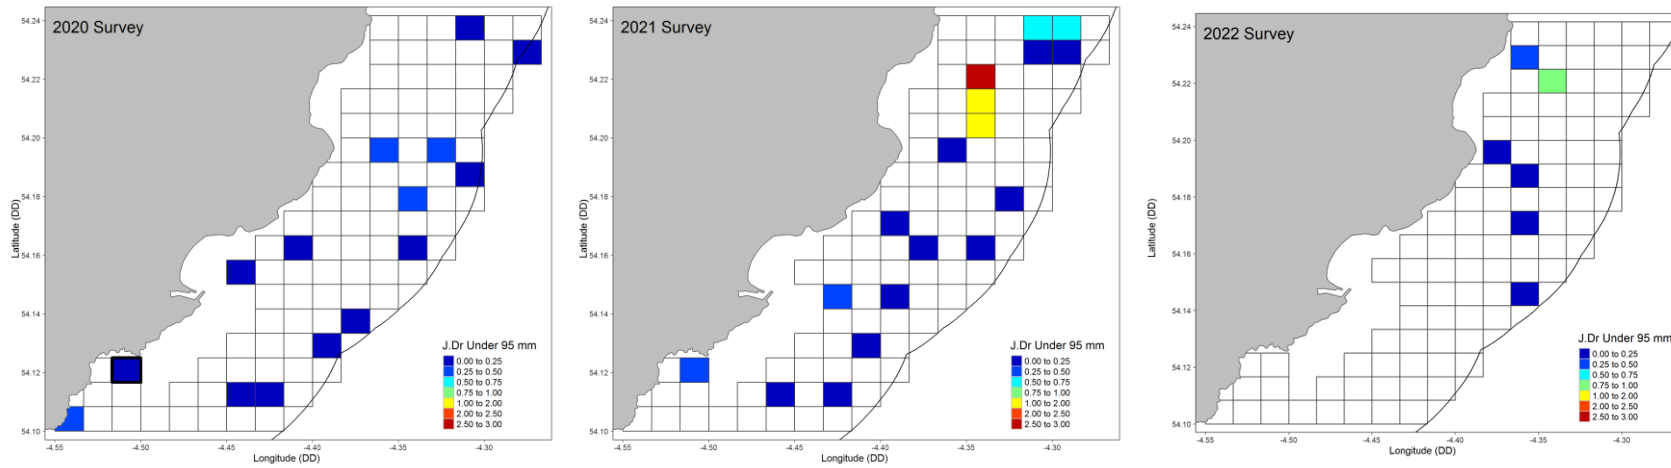 2020 Survey
54.24
54.22
54.20
54.18
54.16
54.14
54.12
54.10
Latitude (DD)
-4.55
-4.50
-4.45
-4.40
-4.35
-4.30
Longitude (DD)
J.Dr Under 95 mm
0.00 to 0.25
0.25 to 0.50
0.50 to 0.75
0.75 to 1.00
1.00 to 2.00
2.00 to 2.50
2.50 to 3.00
2021 Survey
54.24
54.22
54.20
54.18
54.16
54.14
54.12
54.10
Latitude (DD)
-4.55
-4.50
-4.45
-4.40
-4.35
-4.30
Longitude (DD)
J.Dr Under 95 mm
0.00 to 0.25
0.25 to 0.50
0.50 to 0.75
0.75 to 1.00
1.00 to 2.00
2.00 to 2.50
2.50 to 3.00
2022 Survey
54.24
54.22
54.20
54.18
54.16
54.14
54.12
54.10
Latitude (DD)
-4.55
-4.50
-4.45
-4.40
-4.35
-4.30
Longitude (DD)
J.Dr Under 95 mm
0.00 to 0.25
0.25 to 0.50
0.50 to 0.75
0.75 to 1.00
1.00 to 2.00
2.00 to 2.50
2.50 to 3.00